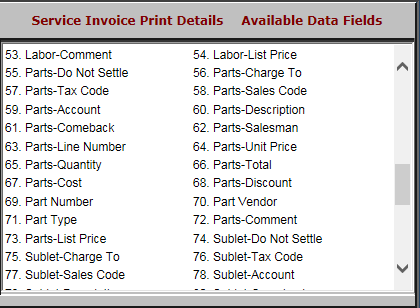 Service Invoice Print Details Available Data Fields
53. Labor-Comment 54. Labor-List Price
55. Parts-Do Not Settle 56. Parts-Charge To
57. Parts-Tax Code 58. Parts-Sales Code
59. Parts-Account 60. Parts-Description
61. Parts-Comeback 62. Parts-Salesman
63. Parts-Line Number 64. Parts-Unit Price
65. Parts-Quantity 66. Parts-Total
67. Parts-Cost 68. Parts-Discount
69. Part Number 70. Part Vendor
71. Part Type 72. Parts-Comment
73. Parts-List Price 74. Sublet-Do Not Settle
75. Sublet-Charge To 76. Sublet-Tax Code
77. Sublet-Sales Code 78. Sublet-Account